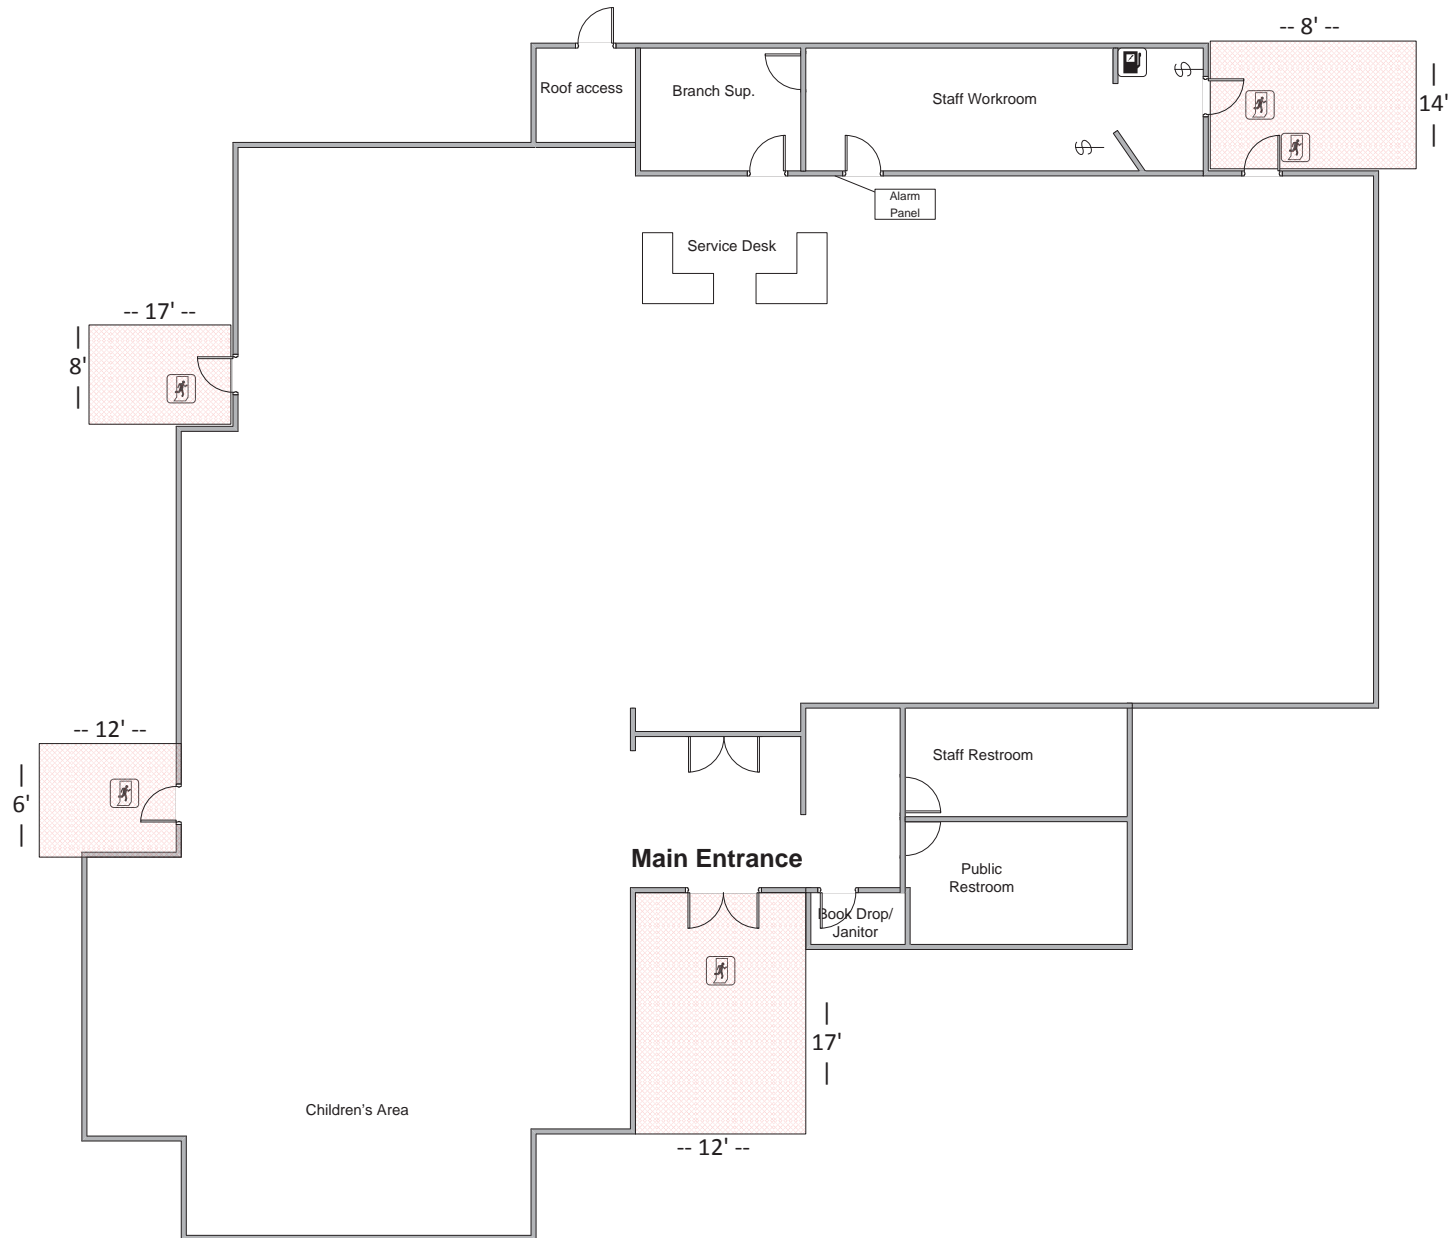 -- 8' --
Roof access
Branch Sup.
Staff Workroom
14'
Alarm
Panel
Service Desk
-- 17' --
8'
-- 12' --
6'
Staff Restroom
Main Entrance
Public
Restroom
Book Drop/
Janitor
17'
Children's Area
-- 12' --